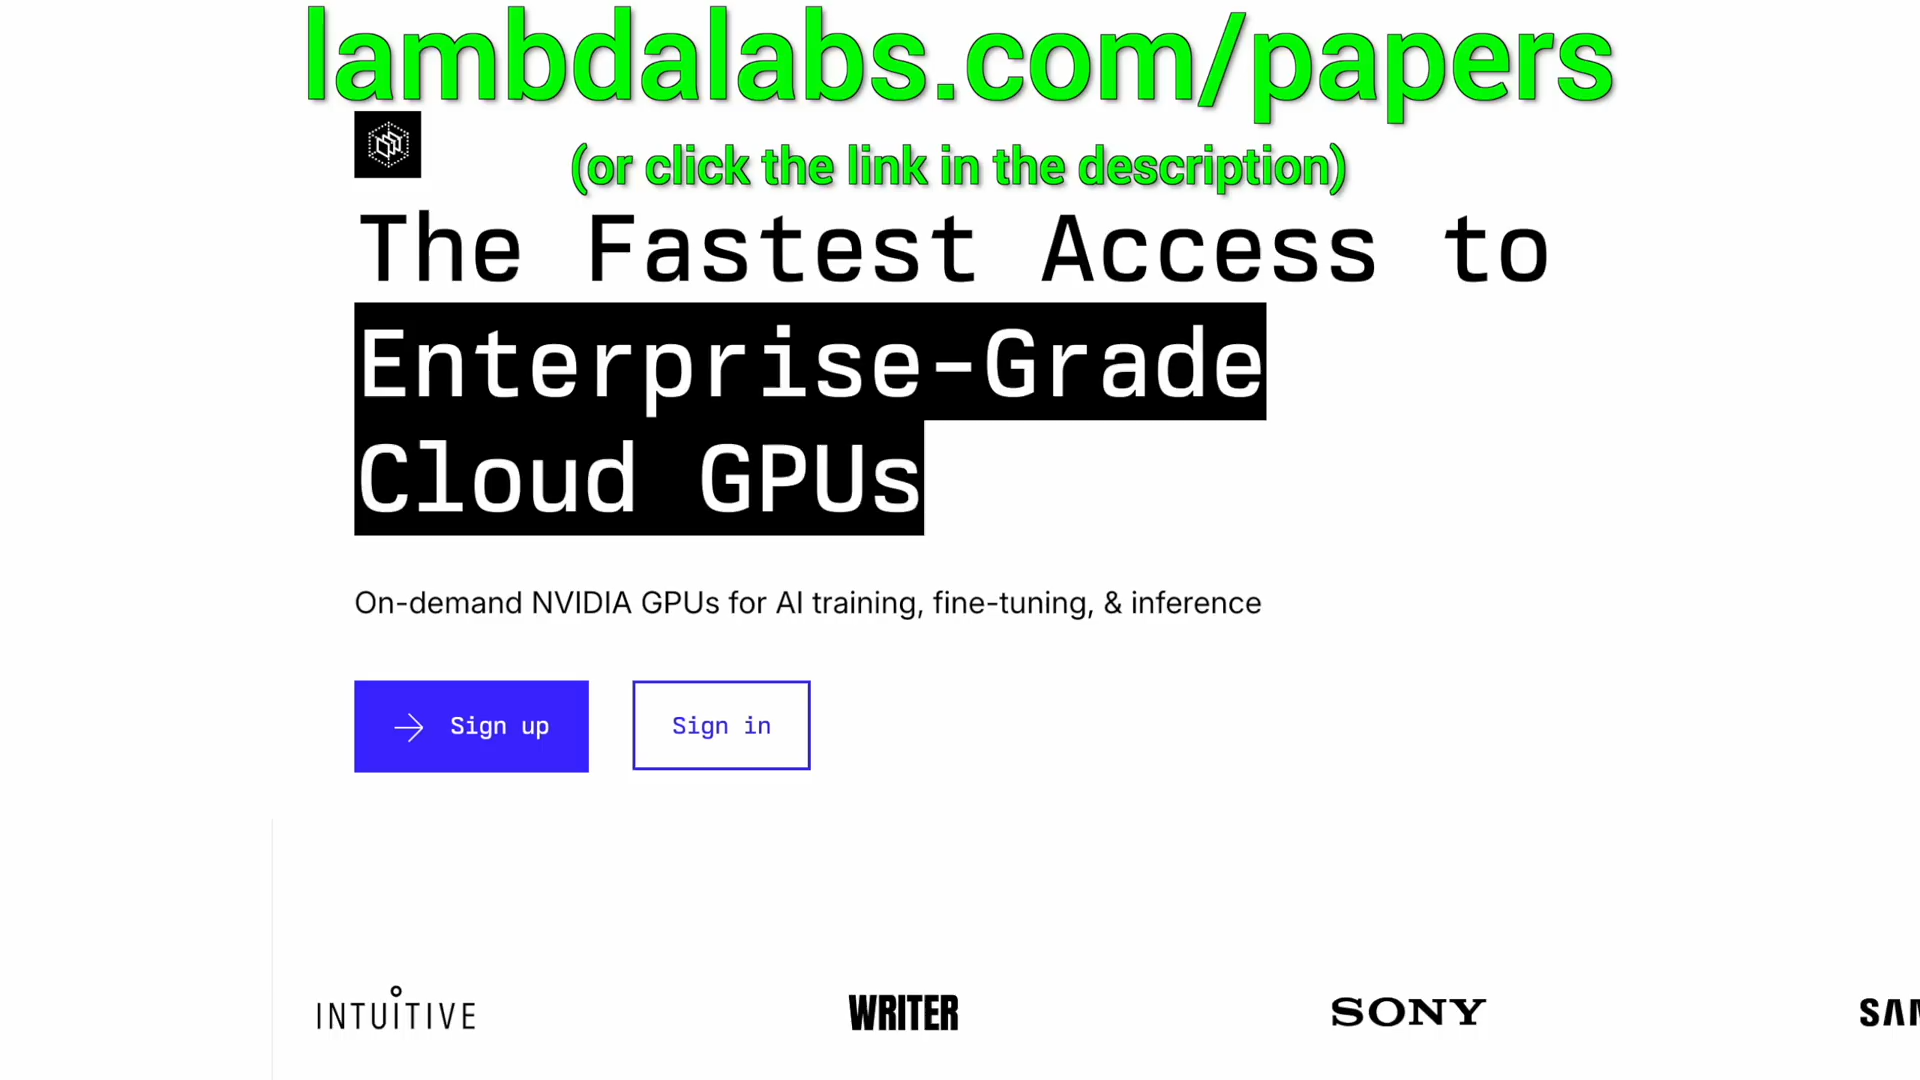 lambdalabs.com/papers
(or click the link in the description)
The Fastest Access to
Enterprise-Grade
Cloud GPUs
On-demand NVIDIA GPUs for AI training, fine-tuning, & inference
Sign up
Sign in
INTUITIVE
WRITER
SONY